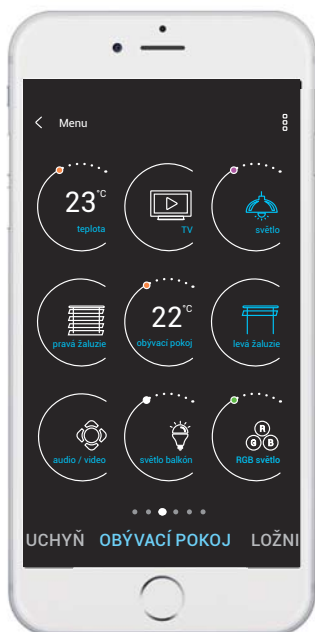 Menu
23°C
teplota
TV
světlo
pravá žaluzie
22°C
obývací pokoj
levá žaluzie
audio / video
světlo balkón
R
G B
RGB světlo
UCHYŇ OBÝVACÍ POKOJ LOŽNI